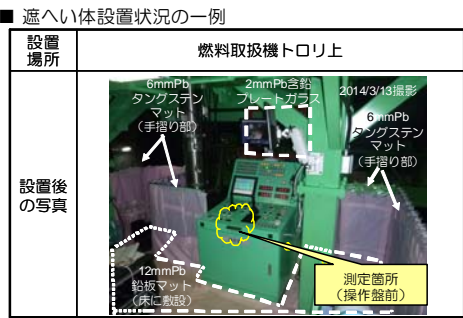 ■ 遮へい体設置状況の一例
設置
場所
燃料取扱機トロリ上
設置後
の写真
6mmPb
タングステン
マット
（手摺り部）
2mmPb含鉛
プレートガラス
2014/3/13撮影
6mmPb
タングステン
マット
（手摺り部）
12mmPb
鉛板マット
（床に敷設）
測定箇所
（操作盤前）